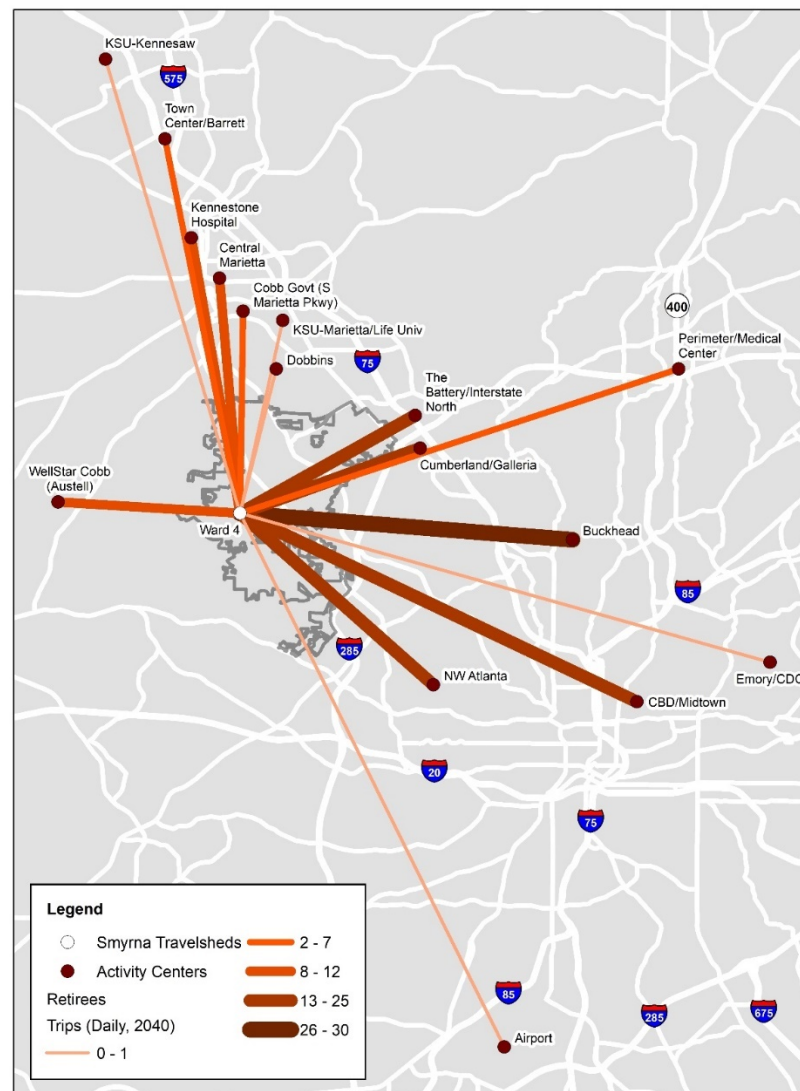 KSU-Kennesaw
575
Town
Center/Barrett
Kennestone
Hospital
Central
Marietta
Cobb Govt (S
Marietta Pkwy)
KSU-Marietta/Life Univ
400
Perimeter/Medical
Center
75
Dobbins
The
Battery/Interstate
North
Cumberland/Galleria
WellStar Cobb
(Austell)
Ward 4
Buckhead
85
285
Emory/CDC
NW Atlanta
CBD/Midtown
20
75
Legend
Smyrna Travelsheds
Activity Centers
Retirees
Trips (Daily, 2040)
0 - 1
2 - 7
8 - 12
13 - 25
26 - 30
85
285
675
Airport